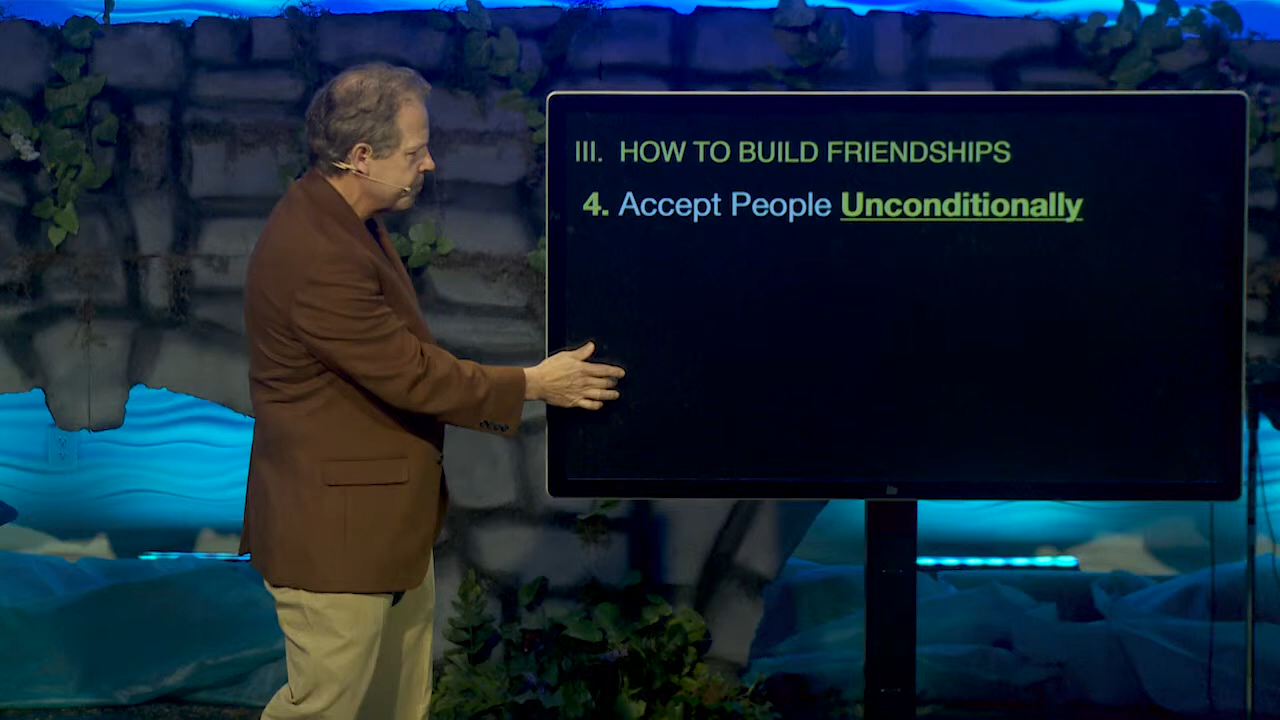 III. HOW TO BUILD FRIENDSHIPS
4. Accept People Unconditionally